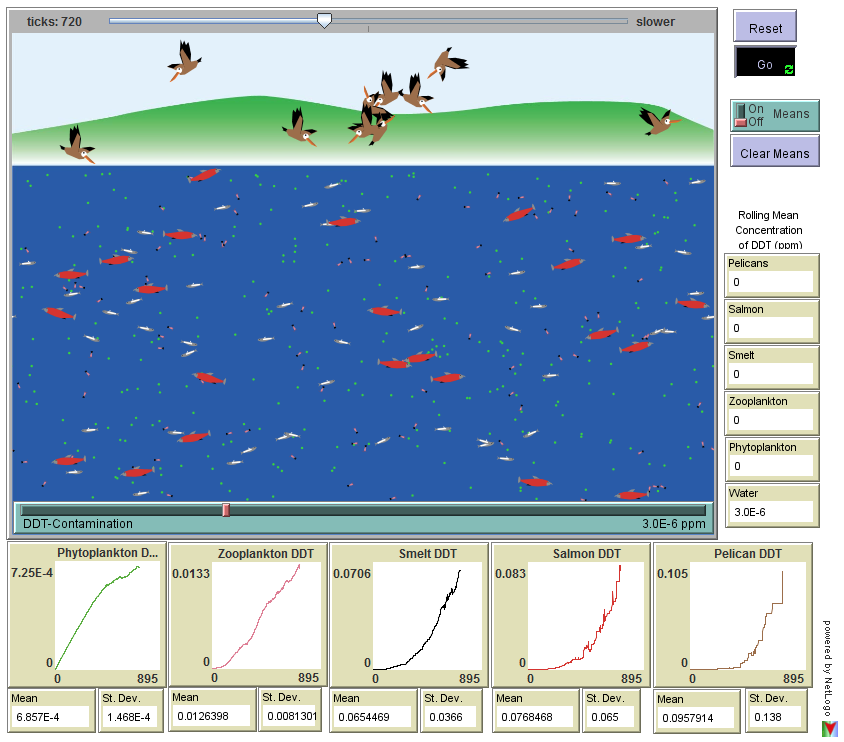 ticks: 720
slower
Reset
Go
On
Off
Means
Clear Means
Rolling Mean
Concentration
of DDT (ppm)
Pelicans
0
Salmon
0
Smelt
0
Zooplankton
0
Phytoplankton
0
Water
3.0E-6
DDT-Contamination
3.0E-6 ppm
Phytoplankton D...
7.25E-4
0
0
895
Mean
6.857E-4
St. Dev.
1.468E-4
Zooplankton DDT
0.0133
0
0
895
Mean
0.0126398
St. Dev.
0.0081301
Smelt DDT
0.0706
0
0
895
Mean
0.0654469
St. Dev.
0.0366
Salmon DDT
0.083
0
0
895
Mean
0.0768468
St. Dev.
0.065
Pelican DDT
0.105
0
0
895
Mean
0.0957914
St. Dev.
0.138
powered by NetLogo